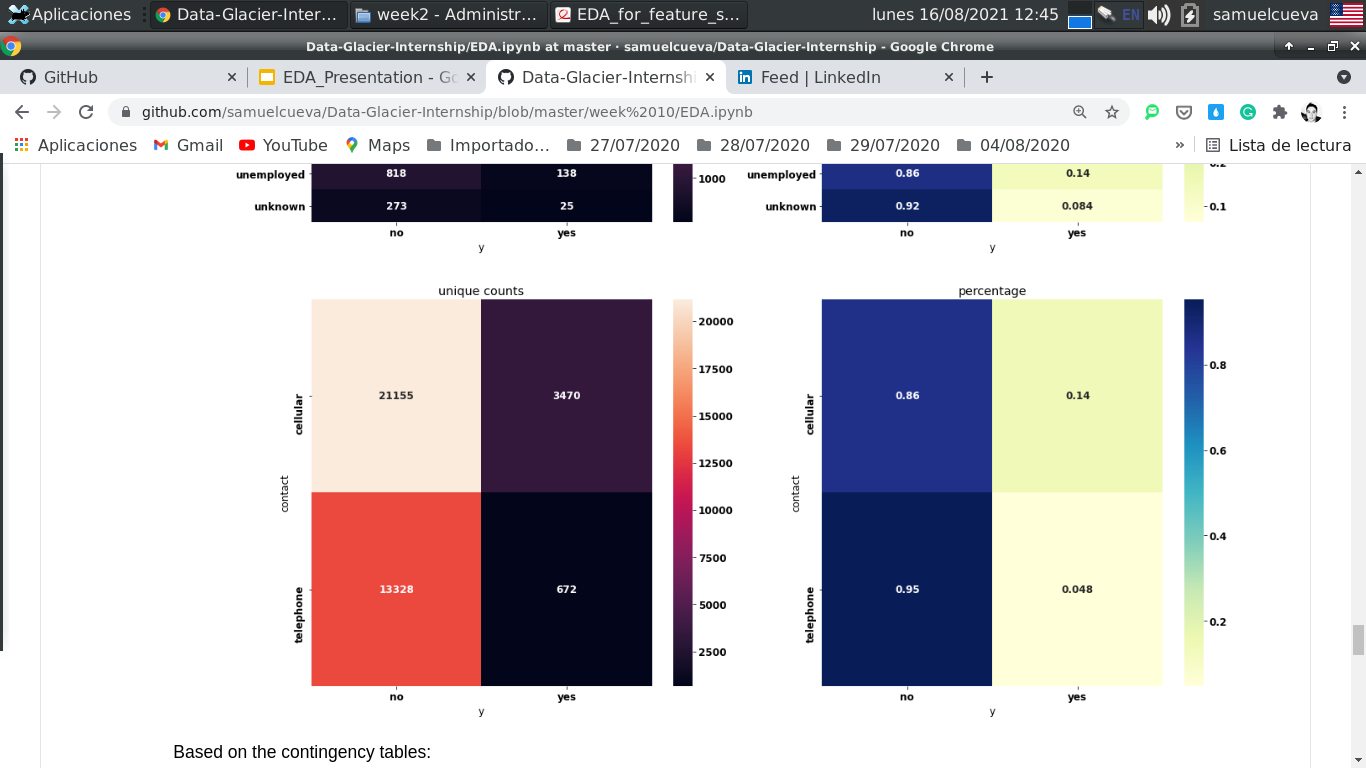 Aplicaciones Data-Glacier-Inter... week2 - Administr... EDA_for_feature_s... lunes 16/08/2021 12:45 EN samuelcueva
Data-Glacier-Internship/EDA.ipynb at master · samuelcueva/Data-Glacier-Internship - Google Chrome
GitHub EDA_Presentation - Go Data-Glacier-Internshi Feed | LinkedIn
github.com/samuelcueva/Data-Glacier-Internship/blob/master/week%2010/EDA.ipynb
Aplicaciones Gmail YouTube Maps Importado... 27/07/2020 28/07/2020 29/07/2020 04/08/2020 » Lista de lectura
unemployed 818 138 1000 unemployed 0.86 0.14 0.2
unknown 273 25 unknown 0.92 0.084 0.1
no yes no yes
y y
unique counts percentage
20000
17500
15000
12500
10000
7500
5000
2500
0.8
0.6
0.4
0.2
cellular 21155 3470 cellular 0.86 0.14
contact contact
telephone 13328 672 telephone 0.95 0.048
no yes no yes
y y
Based on the contingency tables: